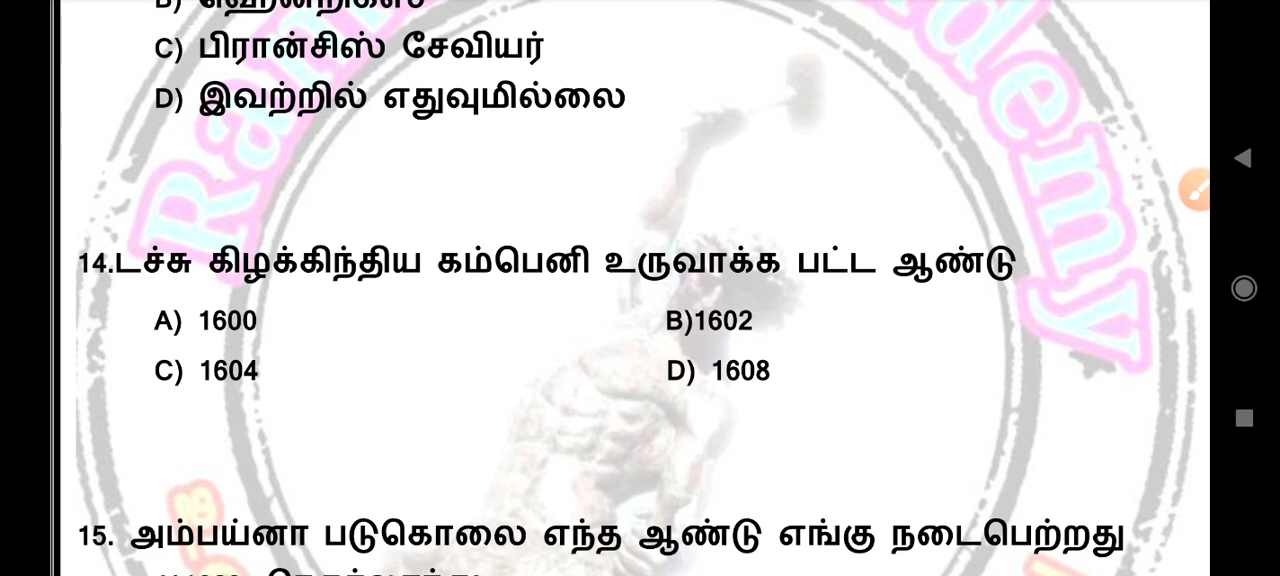 B) ஹென்றிகஸ்
C) பிரான்சிஸ் சேவியர்
D) இவற்றில் எதுவுமில்லை
14.டச்சு கிழக்கிந்திய கம்பெனி உருவாக்க பட்ட ஆண்டு
A) 1600 B)1602
C) 1604 D) 1608
15. அம்பய்னா படுகொலை எந்த ஆண்டு எங்கு நடைபெற்றது